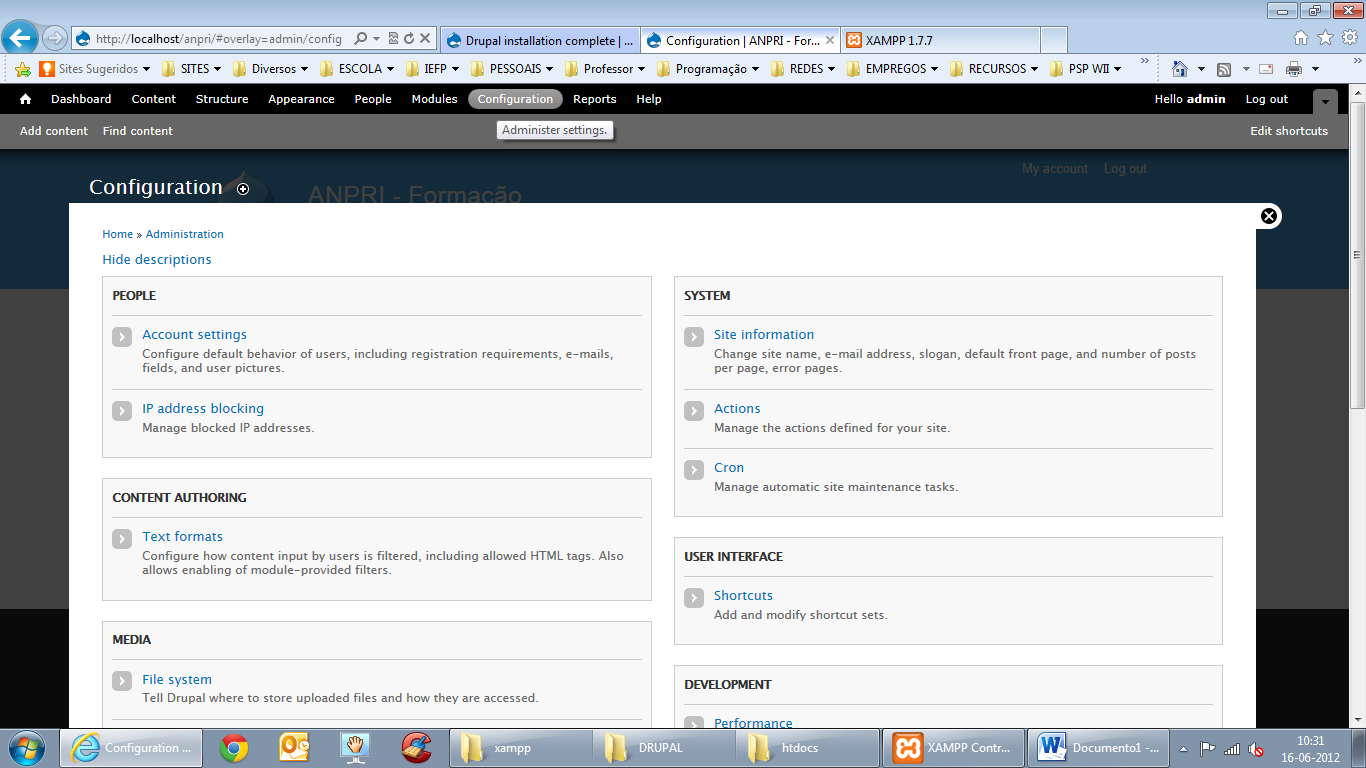 http://localhost/anpri/#overlay=admin/config
Drupal installation complete | ...
Configuration | ANPRI - For...
XAMPP 1.7.7
Sites Sugeridos
SITES
Diversos
ESCOLA
IEFP
PESSOAIS
Professor
Programação
REDES
EMPREGOS
RECURSOS
PSP WII
Dashboard
Content
Structure
Appearance
People
Modules
Configuration
Reports
Help
Hello admin
Log out
Add content
Find content
Administer settings.
Edit shortcuts
My account
Log out
Configuration
ANPRI - Formação
Home » Administration
Hide descriptions
PEOPLE
Account settings
Configure default behavior of users, including registration requirements, e-mails,
fields, and user pictures.
IP address blocking
Manage blocked IP addresses.
CONTENT AUTHORING
Text formats
Configure how content input by users is filtered, including allowed HTML tags. Also
allows enabling of module-provided filters.
MEDIA
File system
Tell Drupal where to store uploaded files and how they are accessed.
SYSTEM
Site information
Change site name, e-mail address, slogan, default front page, and number of posts
per page, error pages.
Actions
Manage the actions defined for your site.
Cron
Manage automatic site maintenance tasks.
USER INTERFACE
Shortcuts
Add and modify shortcut sets.
DEVELOPMENT
Performance
Configuration ...
xampp
DRUPAL
htdocs
XAMPP Contr...
Documento1 -...
10:31
16-06-2012